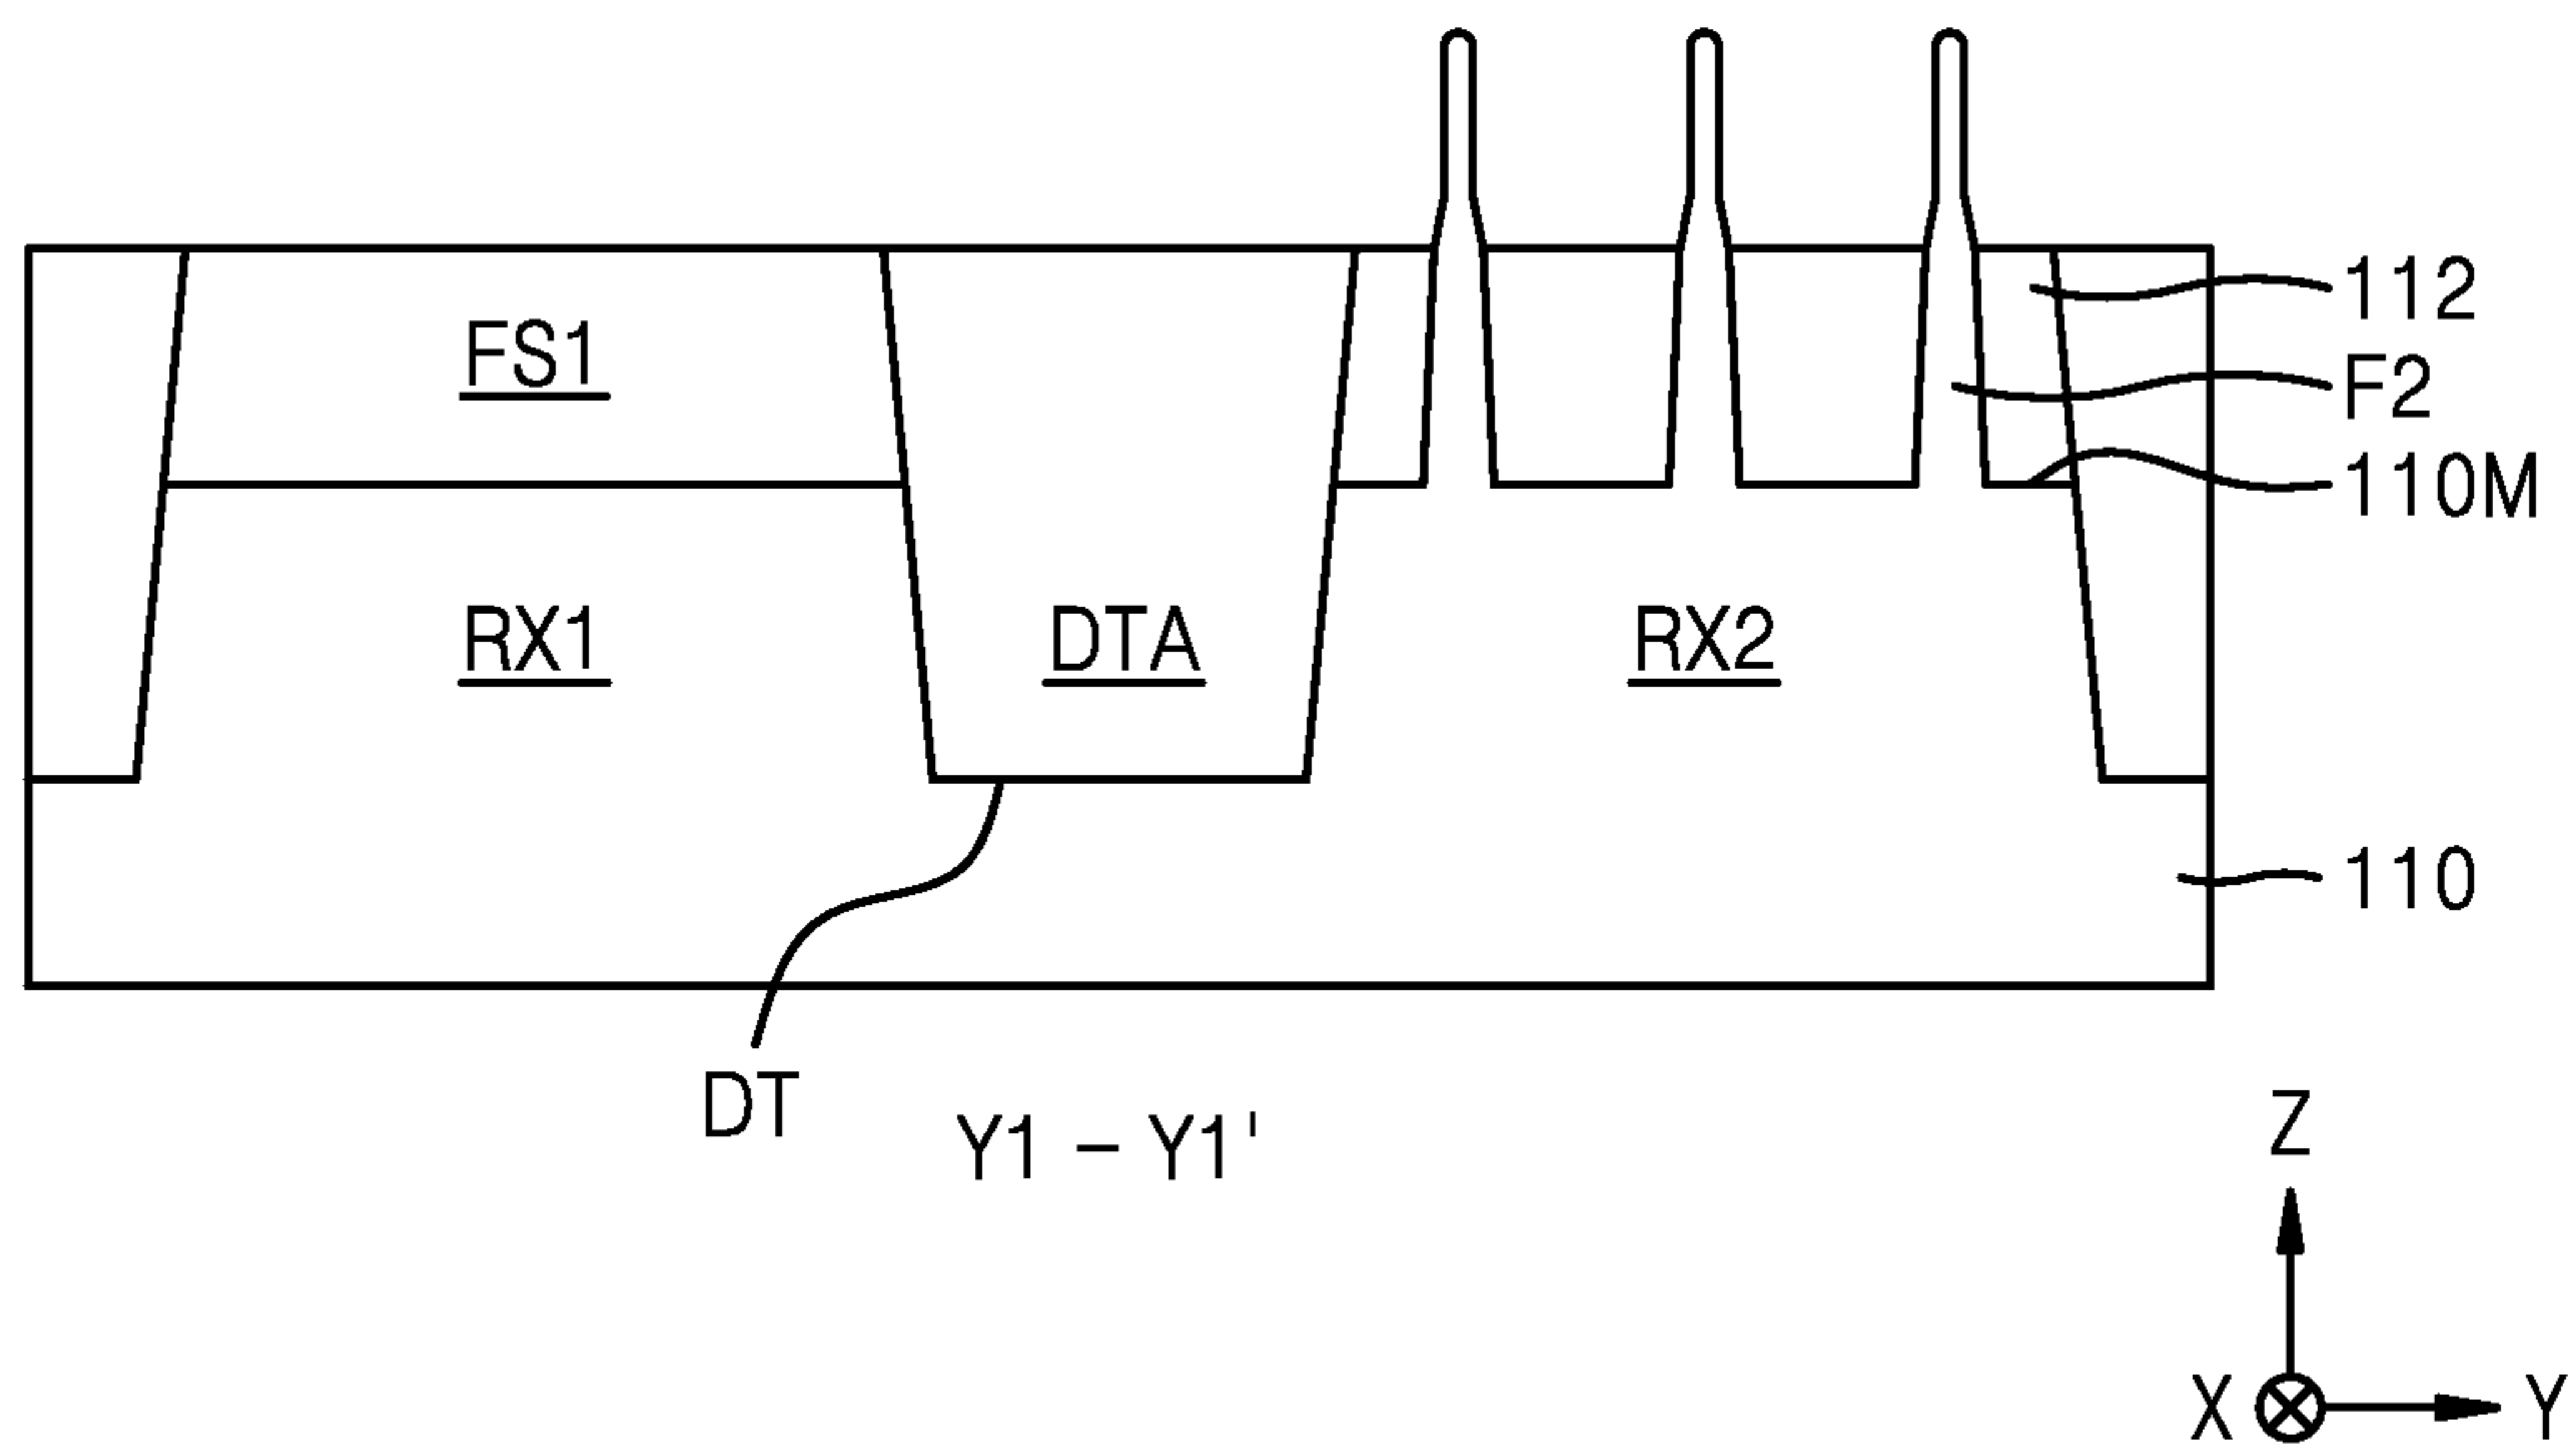 112
FS1
F2
110M
RX1
DTA
RX2
110
DT
Y1 – Y1'
Z
X
Y